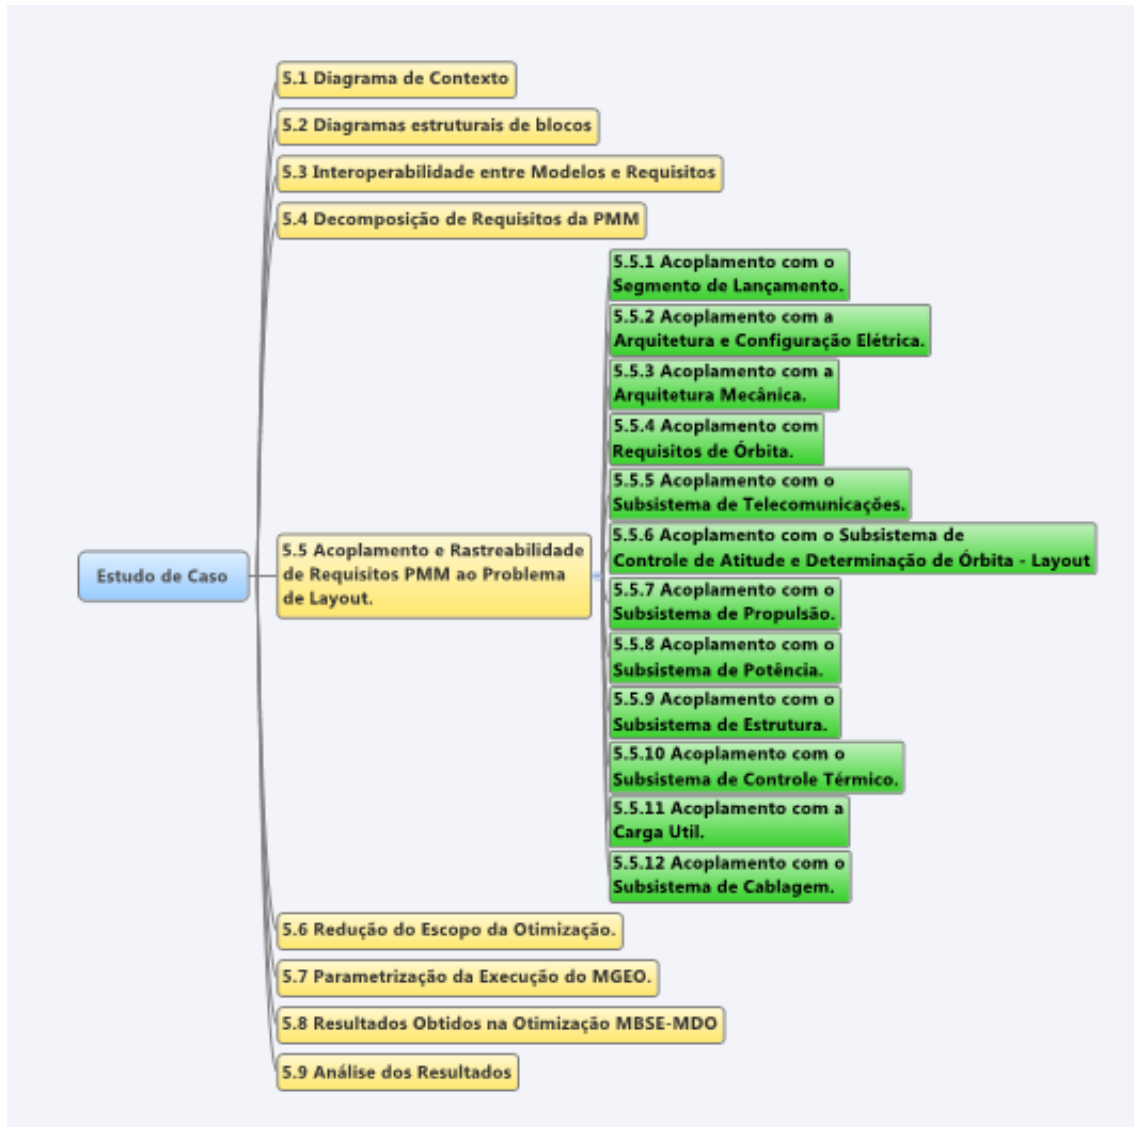 5.1 Diagrama de Contexto
5.2 Diagramas estruturais de blocos
5.3 Interoperabilidade entre Modelos e Requisitos
5.4 Decomposição de Requisitos da PMM
Estudo de Caso
5.5 Acoplamento e Rastreabilidade
de Requisitos PMM ao Problema
de Layout.
5.5.1 Acoplamento com o
Segmento de Lançamento.
5.5.2 Acoplamento com a
Arquitetura e Configuração Elétrica.
5.5.3 Acoplamento com a
Arquitetura Mecânica.
5.5.4 Acoplamento com
Requisitos de Órbita.
5.5.5 Acoplamento com o
Subsistema de Telecomunicações.
5.5.6 Acoplamento com o Subsistema de
Controle de Atitude e Determinação de Órbita - Layout
5.5.7 Acoplamento com o
Subsistema de Propulsão.
5.5.8 Acoplamento com o
Subsistema de Potência.
5.5.9 Acoplamento com o
Subsistema de Estrutura.
5.5.10 Acoplamento com o
Subsistema de Controle Térmico.
5.5.11 Acoplamento com a
Carga Util.
5.5.12 Acoplamento com o
Subsistema de Cablagem.
5.6 Redução do Escopo da Otimização.
5.7 Parametrização da Execução do MGEO.
5.8 Resultados Obtidos na Otimização MBSE-MDO
5.9 Análise dos Resultados